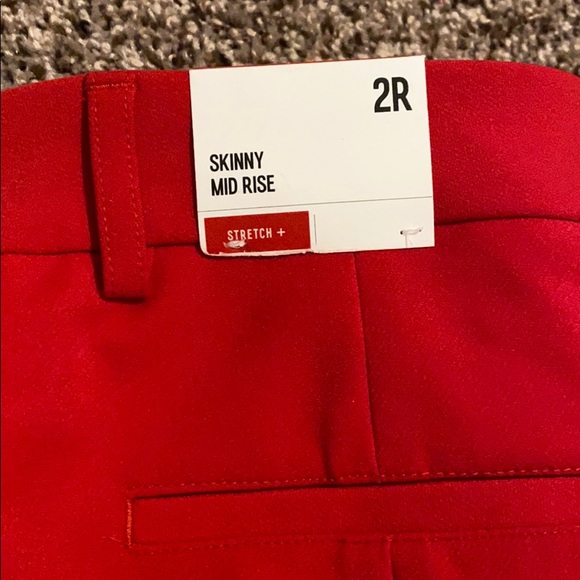 2R
SKINNY
MID RISE
STRETCH +